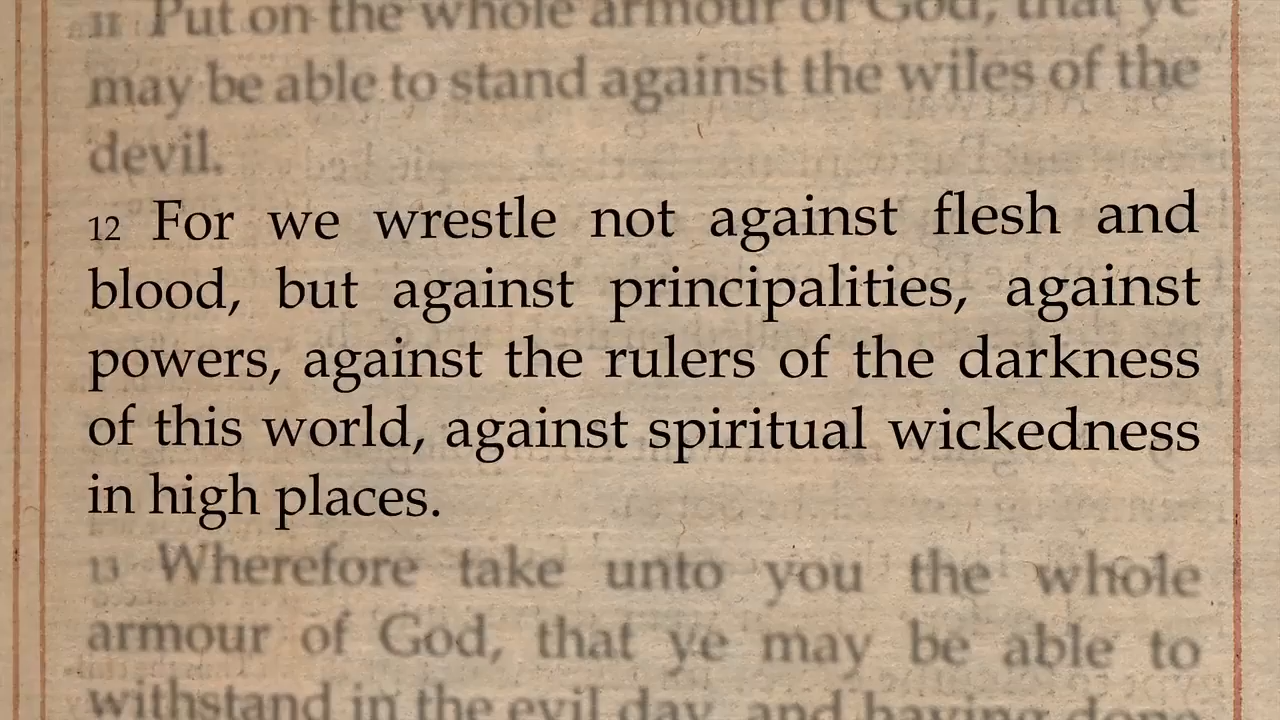 11 Put on the whole armour of God, that ye
may be able to stand against the wiles of the
devil.
12 For we wrestle not against flesh and
blood, but against principalities, against
powers, against the rulers of the darkness
of this world, against spiritual wickedness
in high places.
13 Wherefore take unto you the whole
armour of God, that ye may be able to
withstand in the evil day, and having done